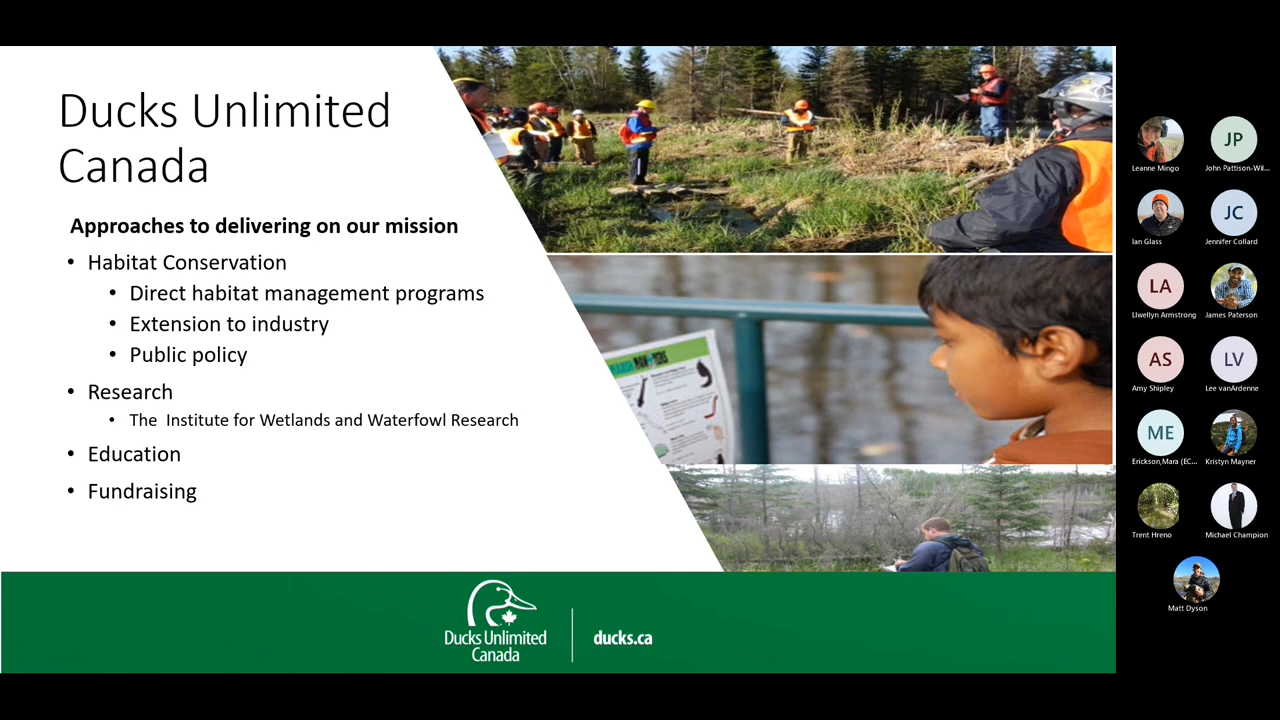 Ducks Unlimited
Canada
Approaches to delivering on our mission
• Habitat Conservation
• Direct habitat management programs
• Extension to industry
• Public policy
• Research
• The Institute for Wetlands and Waterfowl Research
• Education
• Fundraising
Ducks Unlimited
Canada
ducks.ca
Leanne Mingo
JP
John Pattison-Wil...
Ian Glass
JC
Jennifer Collard
LA
Llwellyn Armstrong
James Paterson
AS
Amy Shipley
LV
Lee vanArdenne
ME
Erickson,Mara (EC...
Kristyn Mayner
Trent Hreno
Michael Champion
Matt Dyson